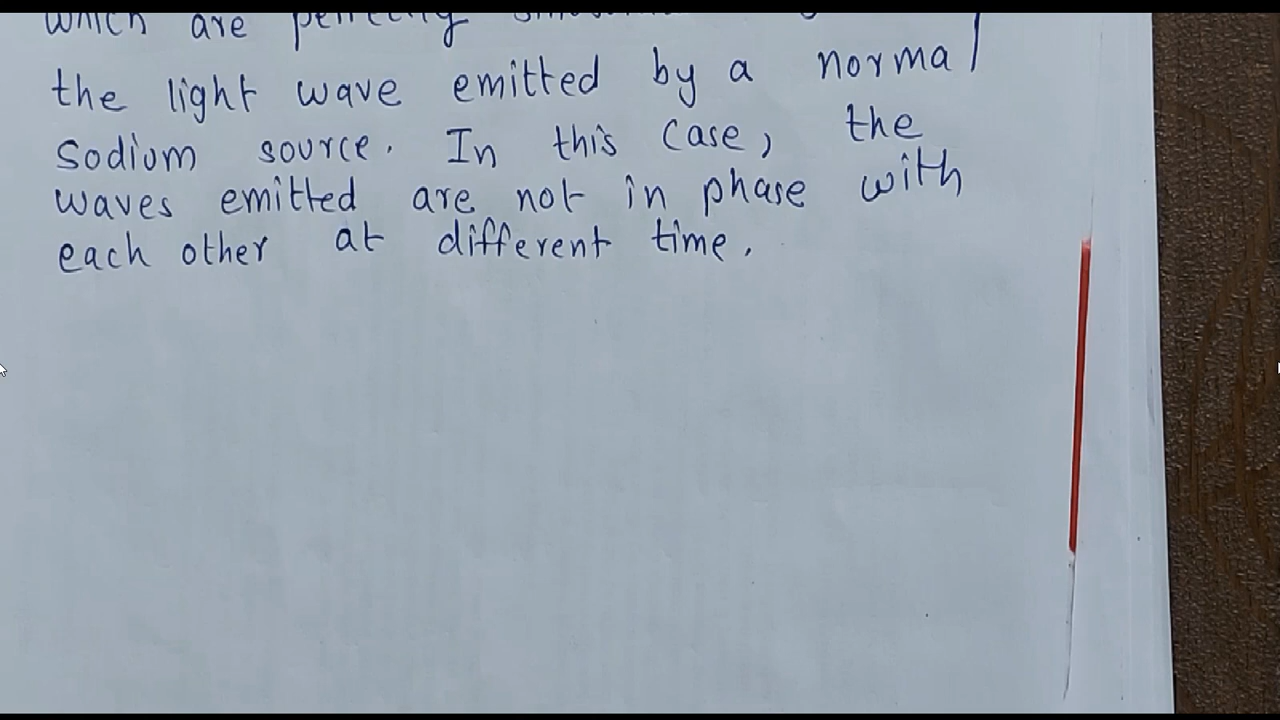 which are
the light wave emitted by a normal
sodium source. In this case, the
waves emitted are not in phase with
each other at different time.